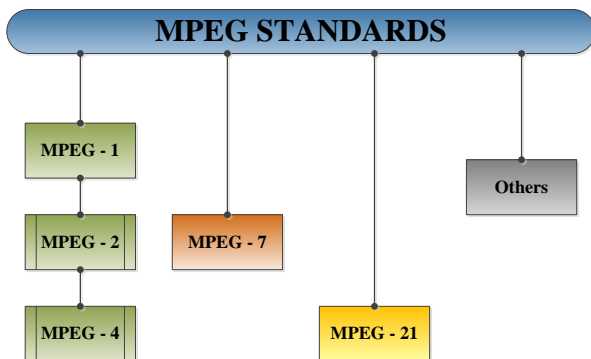 MPEG STANDARDS
MPEG - 1
Others
MPEG - 2
MPEG - 7
MPEG - 4
MPEG - 21